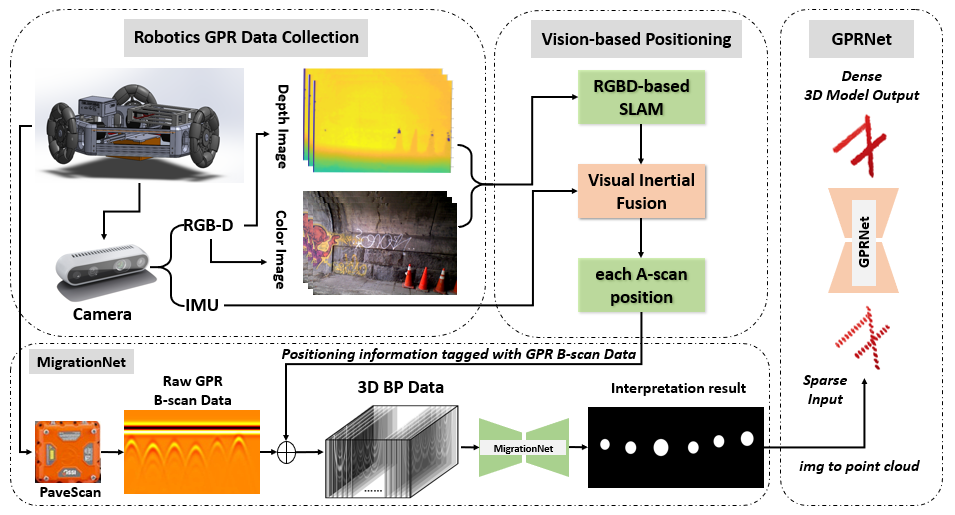 Robotics GPR Data Collection
Depth Image
RGB-D
Color Image
IMU
Camera
Vision-based Positioning
RGBD-based
SLAM
Visual Inertial
Fusion
each A-scan
position
GPRNet
Dense
3D Model Output
GPRNet
Sparse
Input
img to point cloud
MigrationNet
Positioning information tagged with GPR B-scan Data
Raw GPR
B-scan Data
3D BP Data
Interpretation result
......
MigrationNet
PaveScan